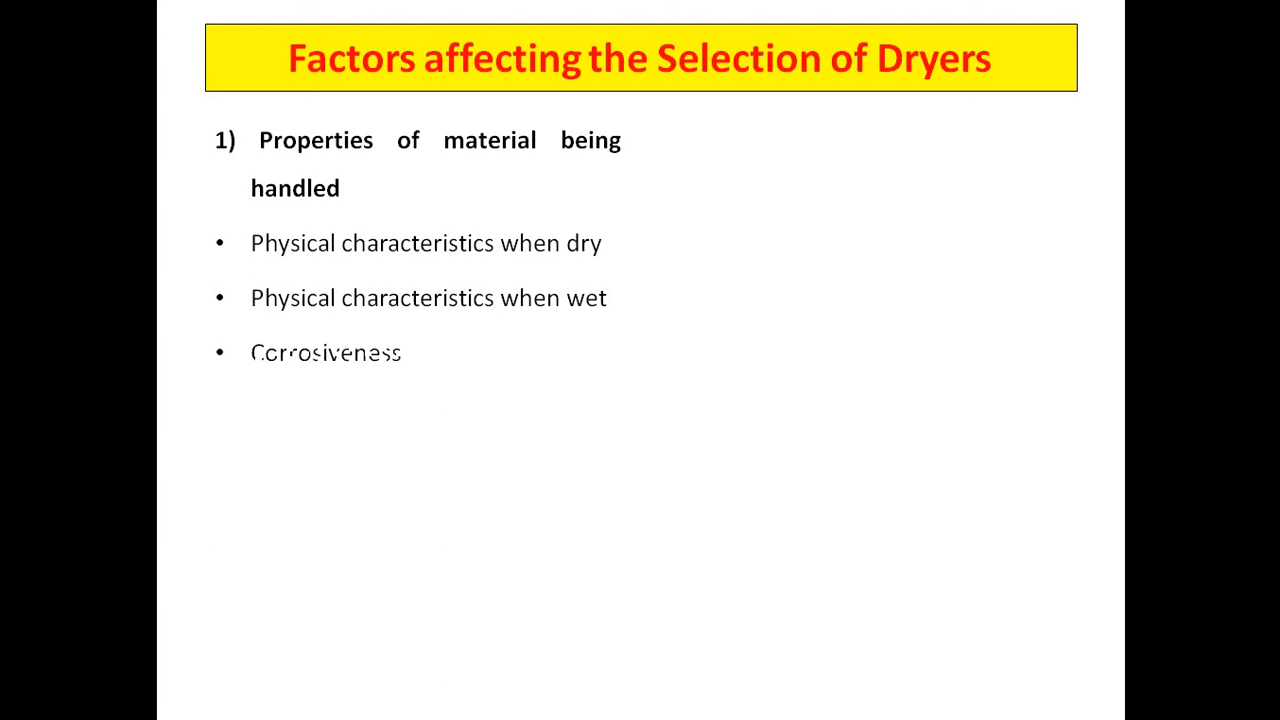 Factors affecting the Selection of Dryers
1) Properties of material being
handled
• Physical characteristics when dry
• Physical characteristics when wet
• Corrosiveness